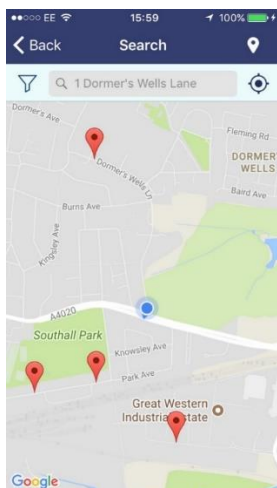 EE 15:59 100%
Back Search
1 Dormer's Wells Lane
Dormer's Ave
Fleming Rd
Dormer's Wells Ln
DORMER
WELLS
Baird Ave
Burns Ave
Kingsley Ave
A4020
Southall Park
Knowsley Ave
Park Ave
Great Western
Industrial Estate
Google